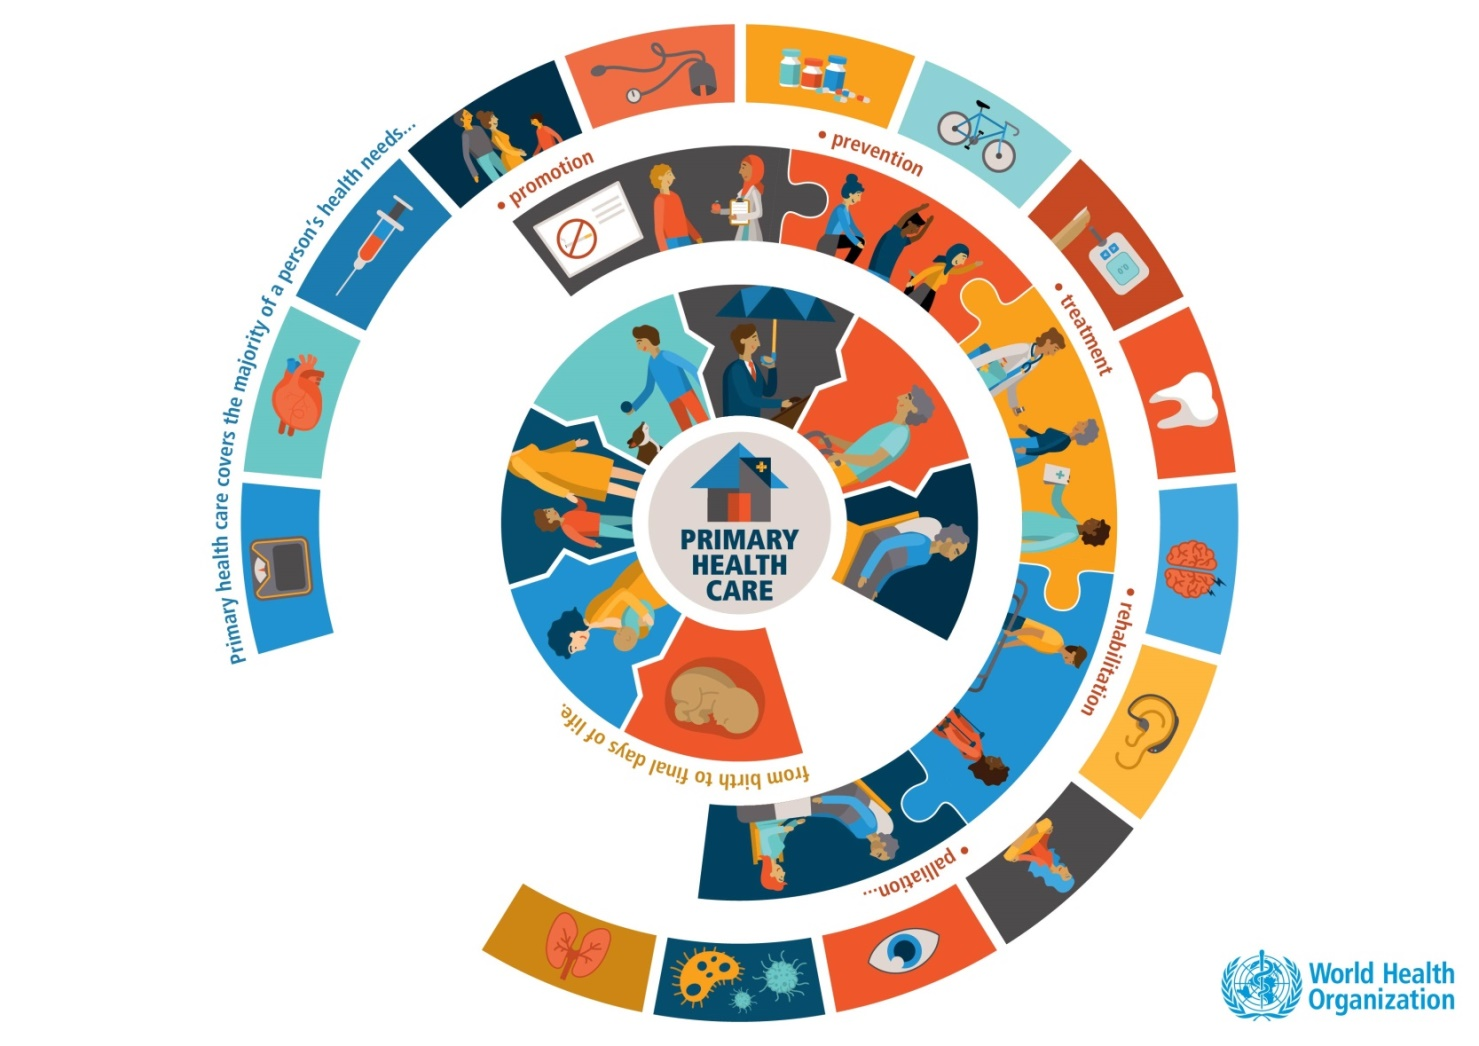 Primary health care covers the majority of a person's health needs...
• promotion
• prevention
• treatment
• rehabilitation
• palliation...
from birth to final days of life.
PRIMARY
HEALTH
CARE
World Health
Organization